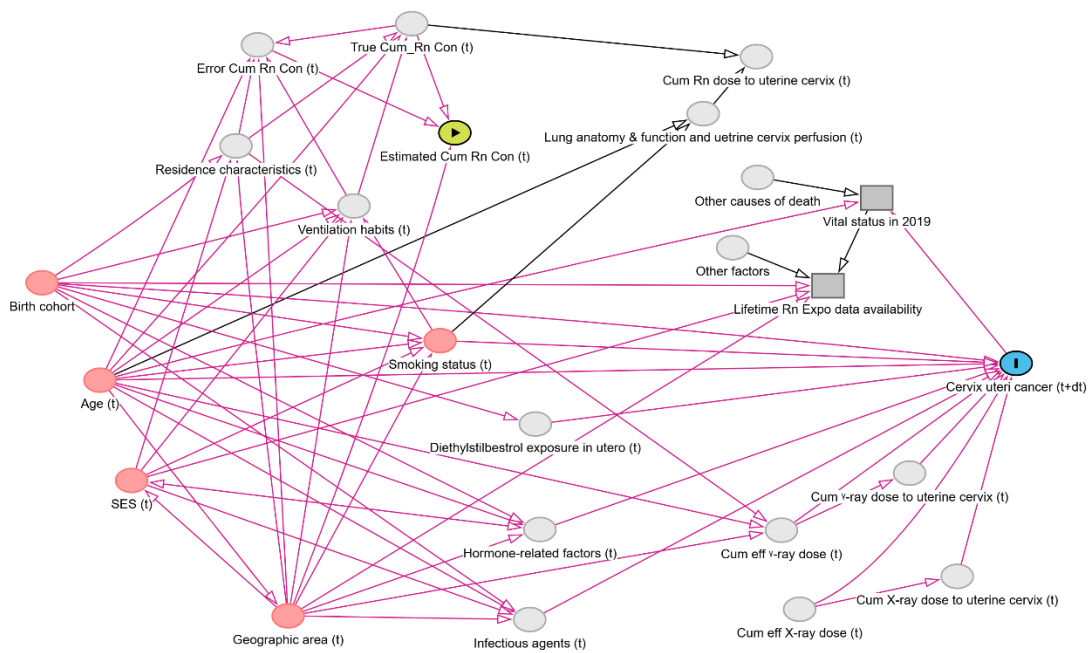 True Cum_Rn Con (t)
Error Cum Rn Con (t)
Cum Rn dose to uterine cervix (t)
Lung anatomy & function and uetrine cervix perfusion (t)
Estimated Cum Rn Con (t)
Residence characteristics (t)
Other causes of death
Vital status in 2019
Ventilation habits (t)
Other factors
Birth cohort
Lifetime Rn Expo data availability
Smoking status (t)
Cervix uteri cancer (t+dt)
Age (t)
Diethylstilbestrol exposure in utero (t)
SES (t)
Cum γ-ray dose to uterine cervix (t)
Hormone-related factors (t)
Cum eff γ-ray dose (t)
Cum X-ray dose to uterine cervix (t)
Geographic area (t)
Infectious agents (t)
Cum eff X-ray dose (t)